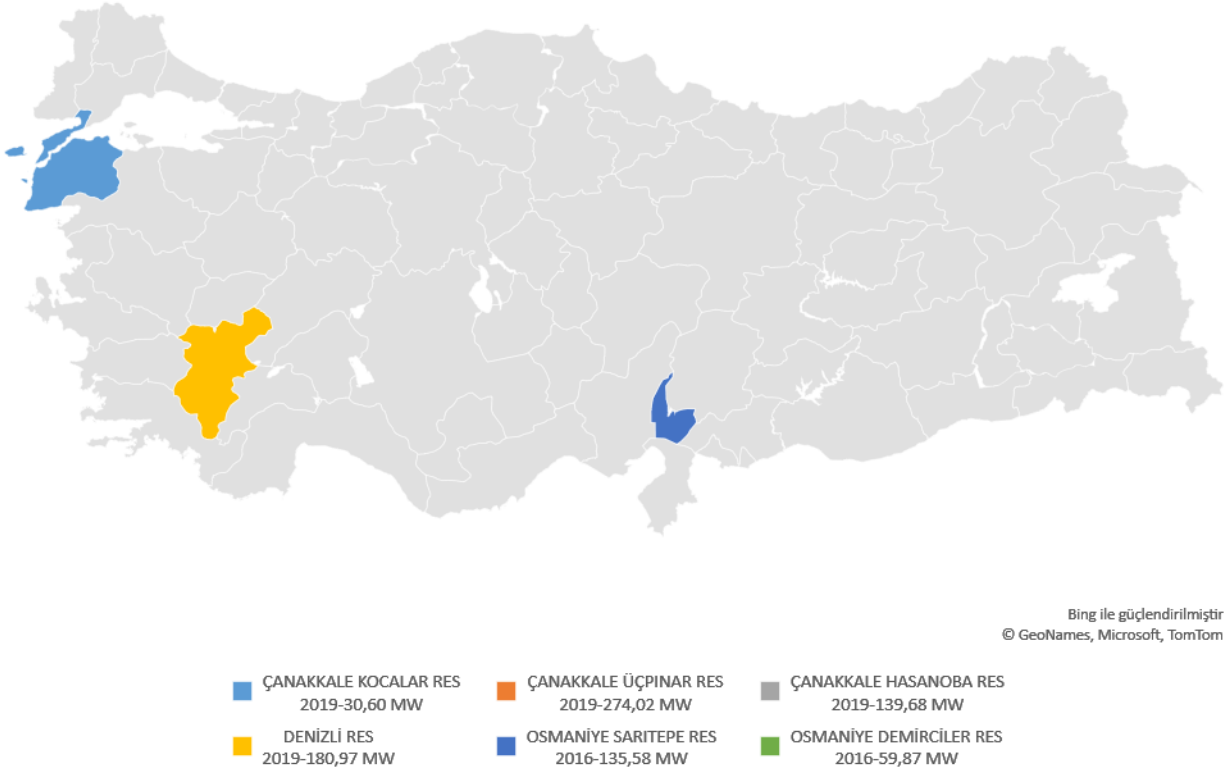 Bing ile güçlendirilmiştir
© GeoNames, Microsoft, TomTom
ÇANAKKALE KOCALAR RES
2019-30,60 MW
ÇANAKKALE ÜÇPINAR RES
2019-274,02 MW
ÇANAKKALE HASANOBA RES
2019-139,68 MW
DENİZLİ RES
2019-180,97 MW
OSMANİYE SARITEPE RES
2016-135,58 MW
OSMANİYE DEMİRCİLER RES
2016-59,87 MW